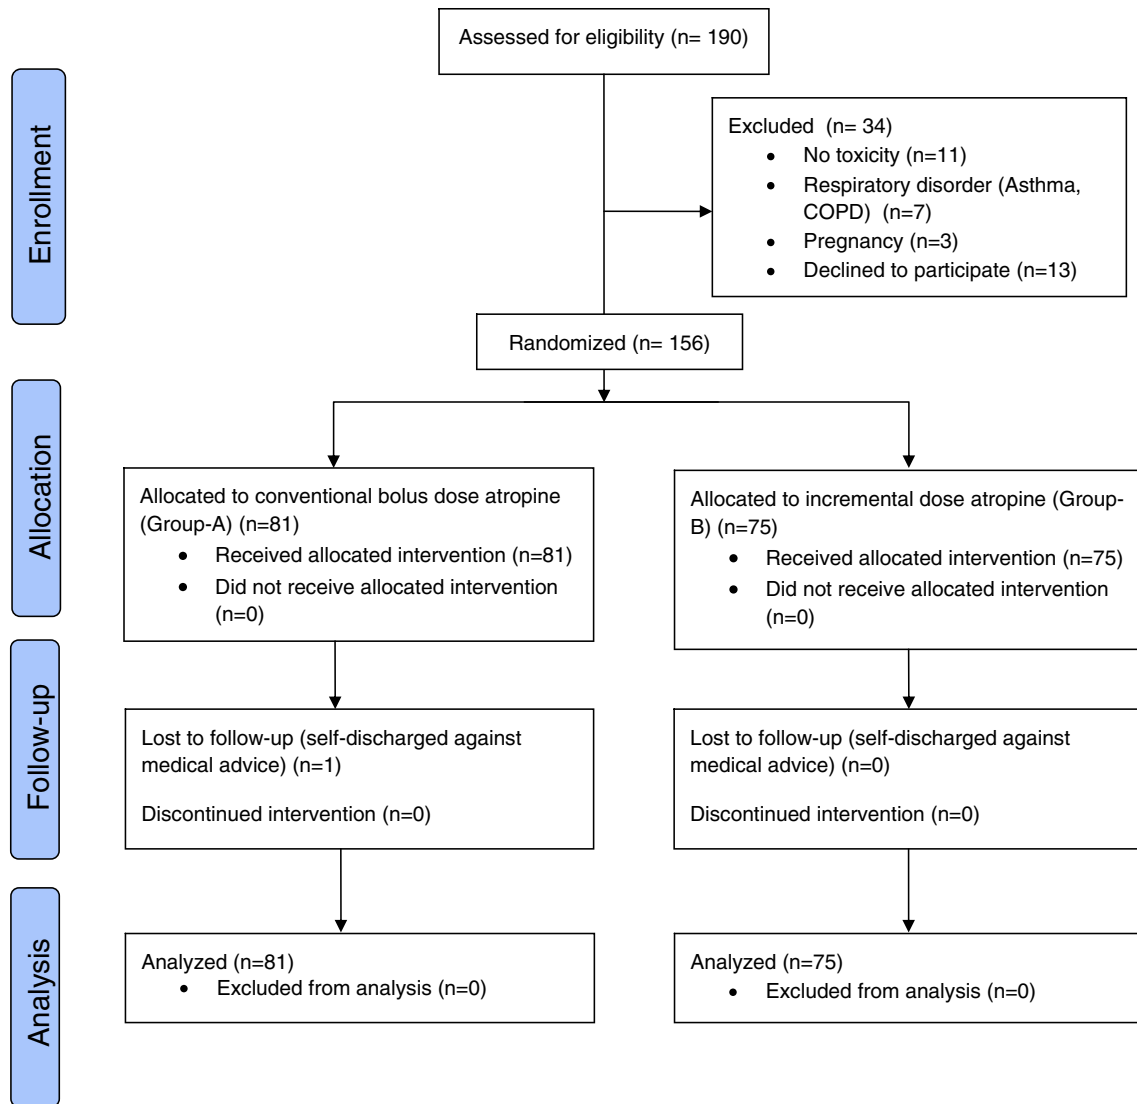 Assessed for eligibility (n= 190)
Enrollment
Excluded (n= 34)
• No toxicity (n=11)
• Respiratory disorder (Asthma,
COPD) (n=7)
• Pregnancy (n=3)
• Declined to participate (n=13)
Randomized (n= 156)
Allocation
Allocated to conventional bolus dose atropine
(Group-A) (n=81)
• Received allocated intervention (n=81)
• Did not receive allocated intervention
(n=0)
Allocated to incremental dose atropine (Group-
B) (n=75)
• Received allocated intervention (n=75)
• Did not receive allocated intervention
(n=0)
Follow-up
Lost to follow-up (self-discharged against
medical advice) (n=1)
Discontinued intervention (n=0)
Lost to follow-up (self-discharged against
medical advice) (n=0)
Discontinued intervention (n=0)
Analysis
Analyzed (n=81)
• Excluded from analysis (n=0)
Analyzed (n=75)
• Excluded from analysis (n=0)